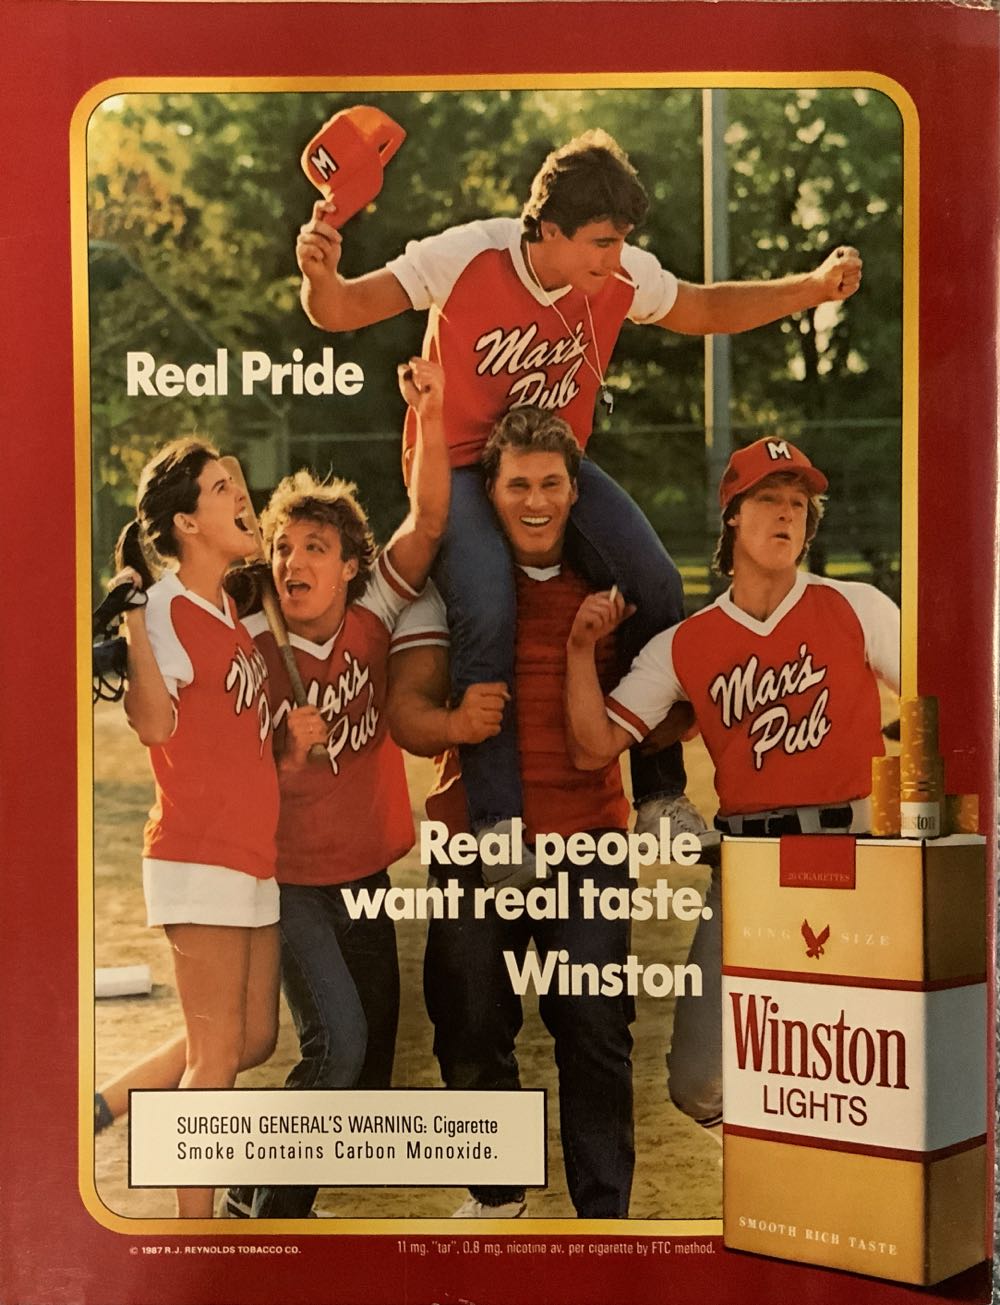 M
Real Pride
Max's
Pub
M
Max's
Pub
Max's
Pub
Real people
want real taste.
Winston
20 CIGARETTES
KING SIZE
Winston
LIGHTS
SMOOTH RICH TASTE
SURGEON GENERAL'S WARNING: Cigarette
Smoke Contains Carbon Monoxide.
© 1987 R.J. REYNOLDS TOBACCO CO.
11 mg. "tar", 0.8 mg. nicotine av. per cigarette by FTC method.